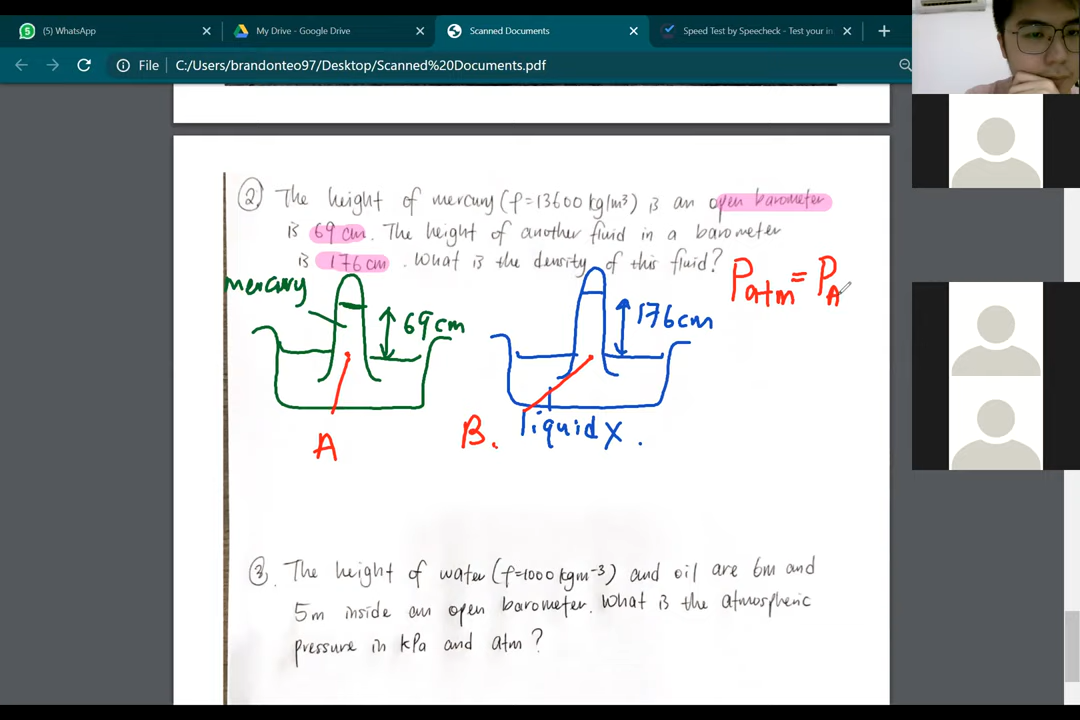 (5) WhatsApp
My Drive - Google Drive
Scanned Documents
Speed Test by Speecheck - Test your in
File
C:/Users/brandonteo97/Desktop/Scanned%20Documents.pdf
② The height of mercury (ρ=13600 kg/m³) is an open barometer
is 69 cm. The height of another fluid in a barometer
is 176 cm. What is the density of this fluid?
Patm = PA
mercury
69 cm
176 cm
A
B.
liquid X.
③. The height of water (ρ=1000 kgm⁻³) and oil are 6m and
5m inside an open barometer. What is the atmospheric
pressure in kPa and atm?